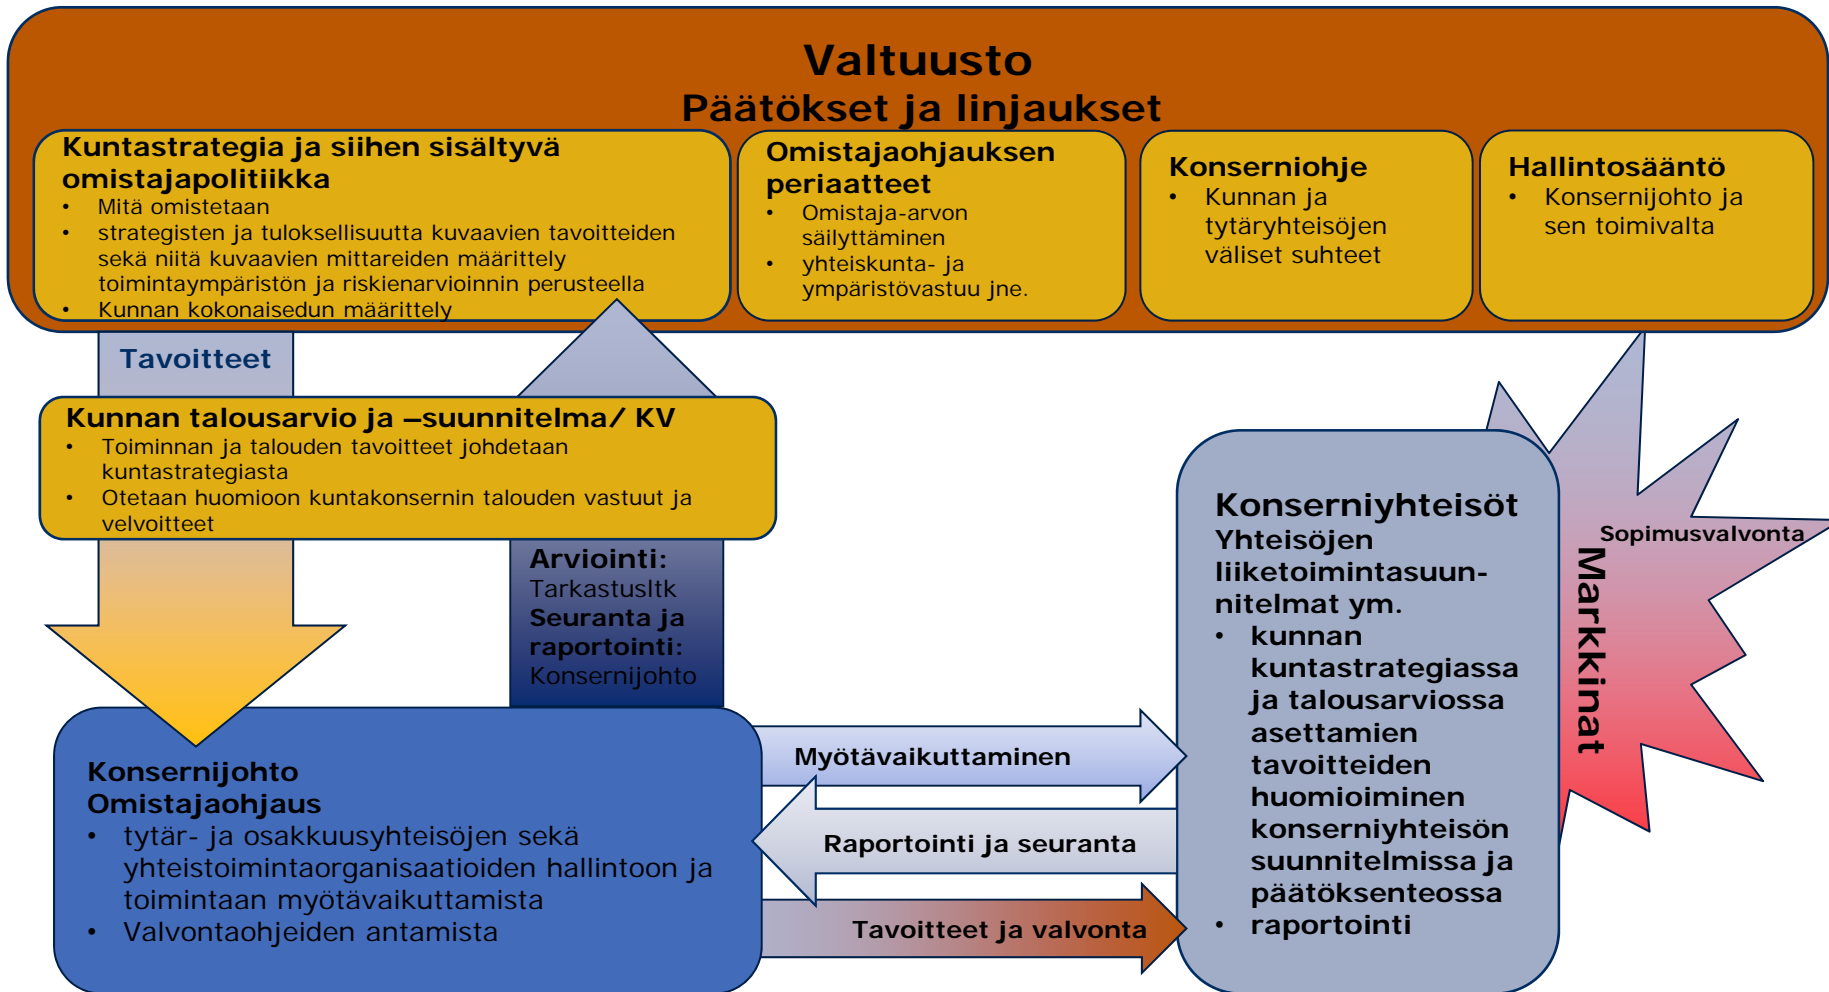 Valtuusto
Päätökset ja linjaukset
Kuntastrategia ja siihen sisältyvä
omistajapolitiikka
• Mitä omistetaan
• strategisten ja tuloksellisuutta kuvaavien tavoitteiden
sekä niitä kuvaavien mittareiden määrittely
toimintaympäristön ja riskienarvioinnin perusteella
• Kunnan kokonaisedun määrittely
Omistajaohjauksen
periaatteet
• Omistaja-arvon
säilyttäminen
• yhteiskunta- ja
ympäristövastuu jne.
Konserniohje
• Kunnan ja
tytäryhteisöjen
väliset suhteet
Hallintosääntö
• Konsernijohto ja
sen toimivalta
Tavoitteet
Kunnan talousarvio ja –suunnitelma/ KV
• Toiminnan ja talouden tavoitteet johdetaan
kuntastrategiasta
• Otetaan huomioon kuntakonsernin talouden vastuut ja
velvoitteet
Arviointi:
Tarkastusltk
Seuranta ja
raportointi:
Konsernijohto
Konsernijohto
Omistajaohjaus
• tytär- ja osakkuusyhteisöjen sekä
yhteistoimintaorganisaatioiden hallintoon ja
toimintaan myötävaikuttamista
• Valvontaohjeiden antamista
Myötävaikuttaminen
Raportointi ja seuranta
Tavoitteet ja valvonta
Konserniyhteisöt
Yhteisöjen
liiketoimintasuun-
nitelmat ym.
• kunnan
kuntastrategiassa
ja talousarviossa
asettamien
tavoitteiden
huomioiminen
konserniyhteisön
suunnitelmissa ja
päätöksenteossa
• raportointi
Sopimusvalvonta
Markkinat